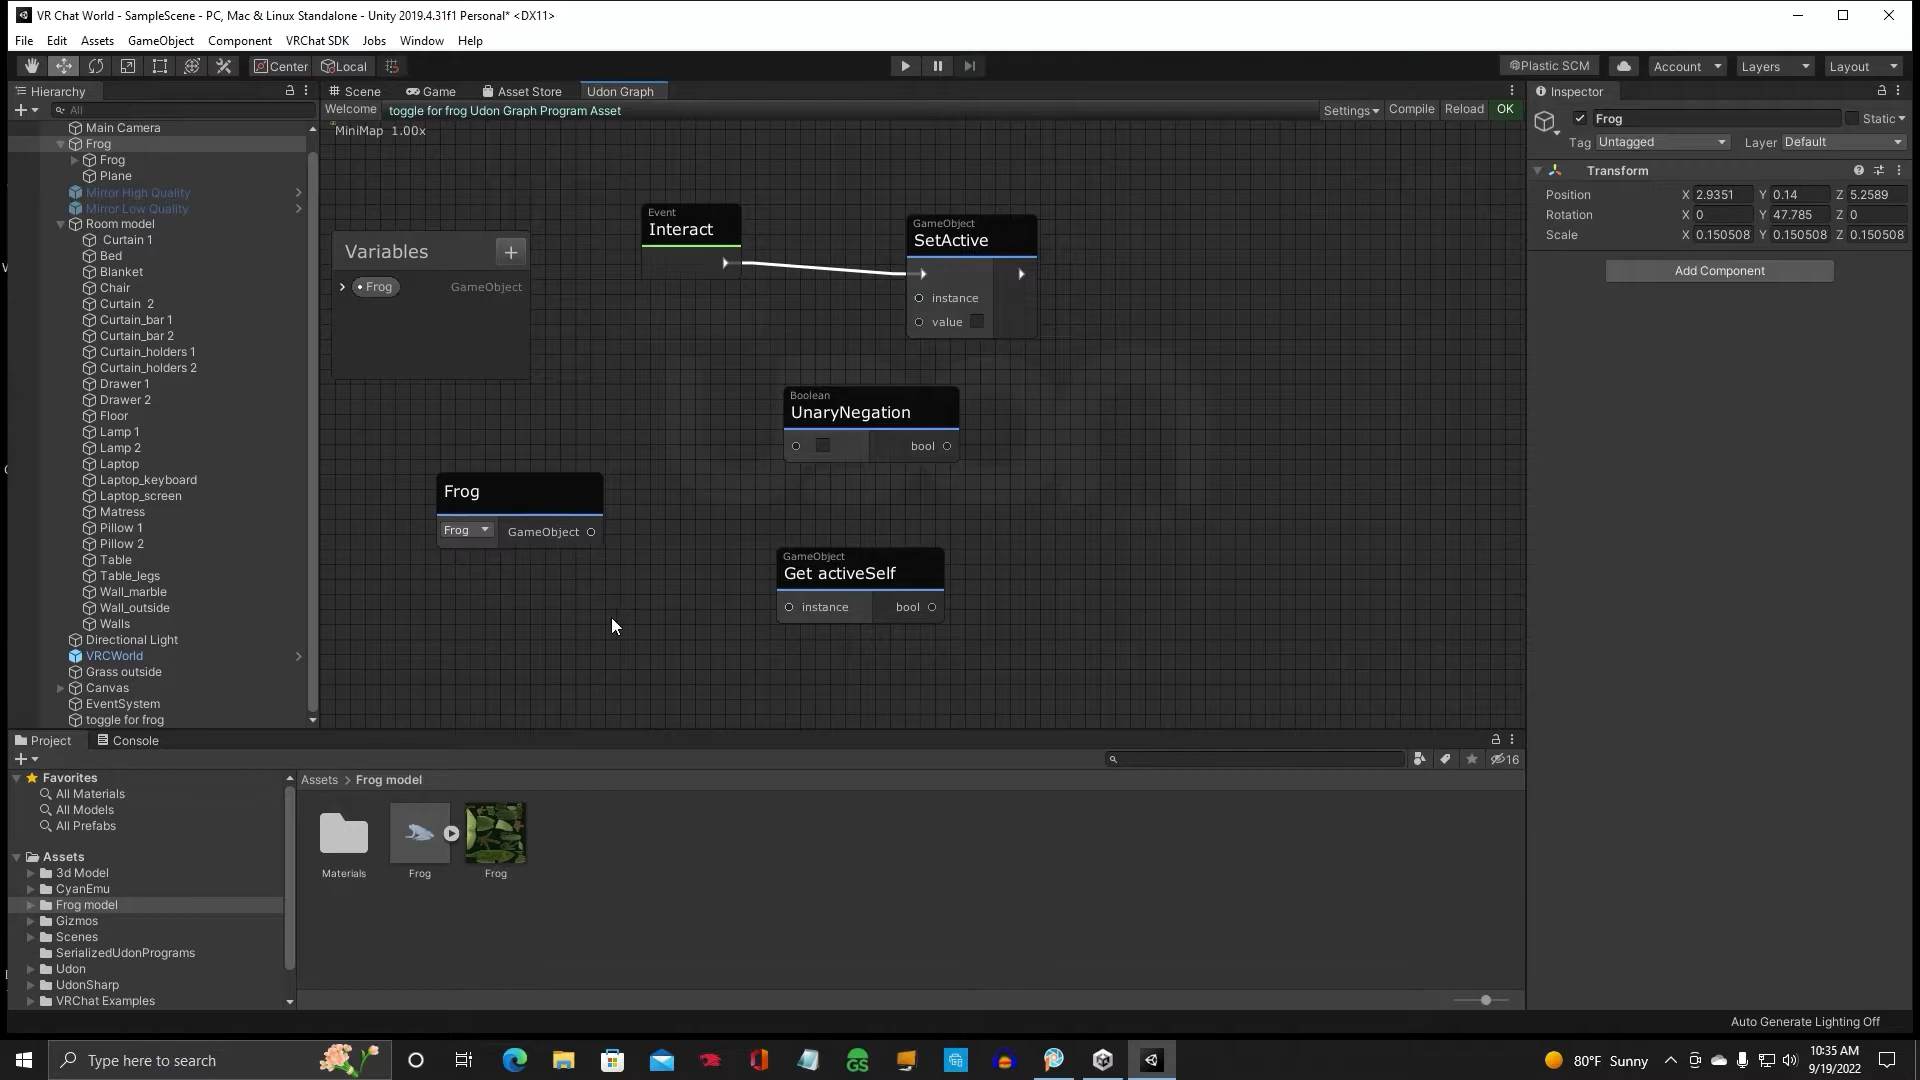 VR Chat World - SampleScene - PC, Mac & Linux Standalone - Unity 2019.4.31f1 Personal* <DX11>
File Edit Assets GameObject Component VRChat SDK Jobs Window Help
Center Local Plastic SCM Account Layers Layout
Hierarchy
All
Main Camera
Frog
Frog
Plane
Mirror High Quality
Mirror Low Quality
Room model
Curtain 1
Bed
Blanket
Chair
Curtain 2
Curtain_bar 1
Curtain_bar 2
Curtain_holders 1
Curtain_holders 2
Drawer 1
Drawer 2
Floor
Lamp 1
Lamp 2
Laptop
Laptop_keyboard
Laptop_screen
Matress
Pillow 1
Pillow 2
Table
Table_legs
Wall_marble
Wall_outside
Walls
Directional Light
VRCWorld
Grass outside
Canvas
EventSystem
toggle for frog
Scene Game Asset Store Udon Graph
Welcome toggle for frog Udon Graph Program Asset Settings Compile Reload OK
MiniMap 1.00x
Variables +
Frog GameObject
Event
Interact
GameObject
SetActive
instance
value
Boolean
UnaryNegation
bool
Frog
Frog GameObject
GameObject
Get activeSelf
instance bool
Inspector
Frog Static
Tag Untagged Layer Default
Transform
Position X 2.9351 Y 0.14 Z 5.2589
Rotation X 0 Y 47.785 Z 0
Scale X 0.150508 Y 0.150508 Z 0.150508
Add Component
Project Console
16
Favorites
All Materials
All Models
All Prefabs
Assets
3d Model
CyanEmu
Frog model
Gizmos
Scenes
SerializedUdonPrograms
Udon
UdonSharp
VRChat Examples
Assets > Frog model
Materials Frog Frog
Auto Generate Lighting Off
Type here to search
GS
80°F Sunny
10:35 AM
9/19/2022